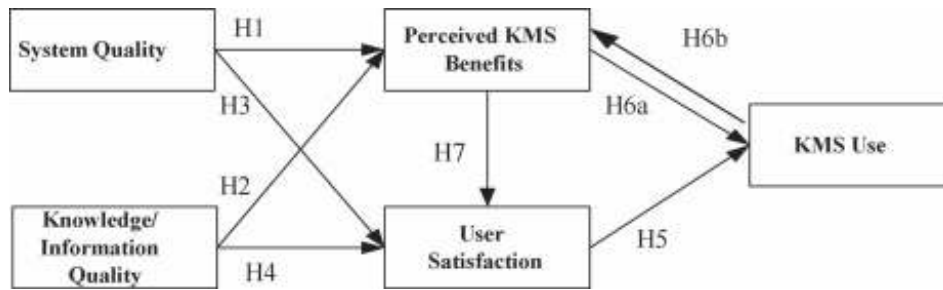 System Quality
H1
Perceived KMS
Benefits
H6b
H3
H6a
KMS Use
H7
H2
Knowledge/
Information
Quality
H4
User
Satisfaction
H5